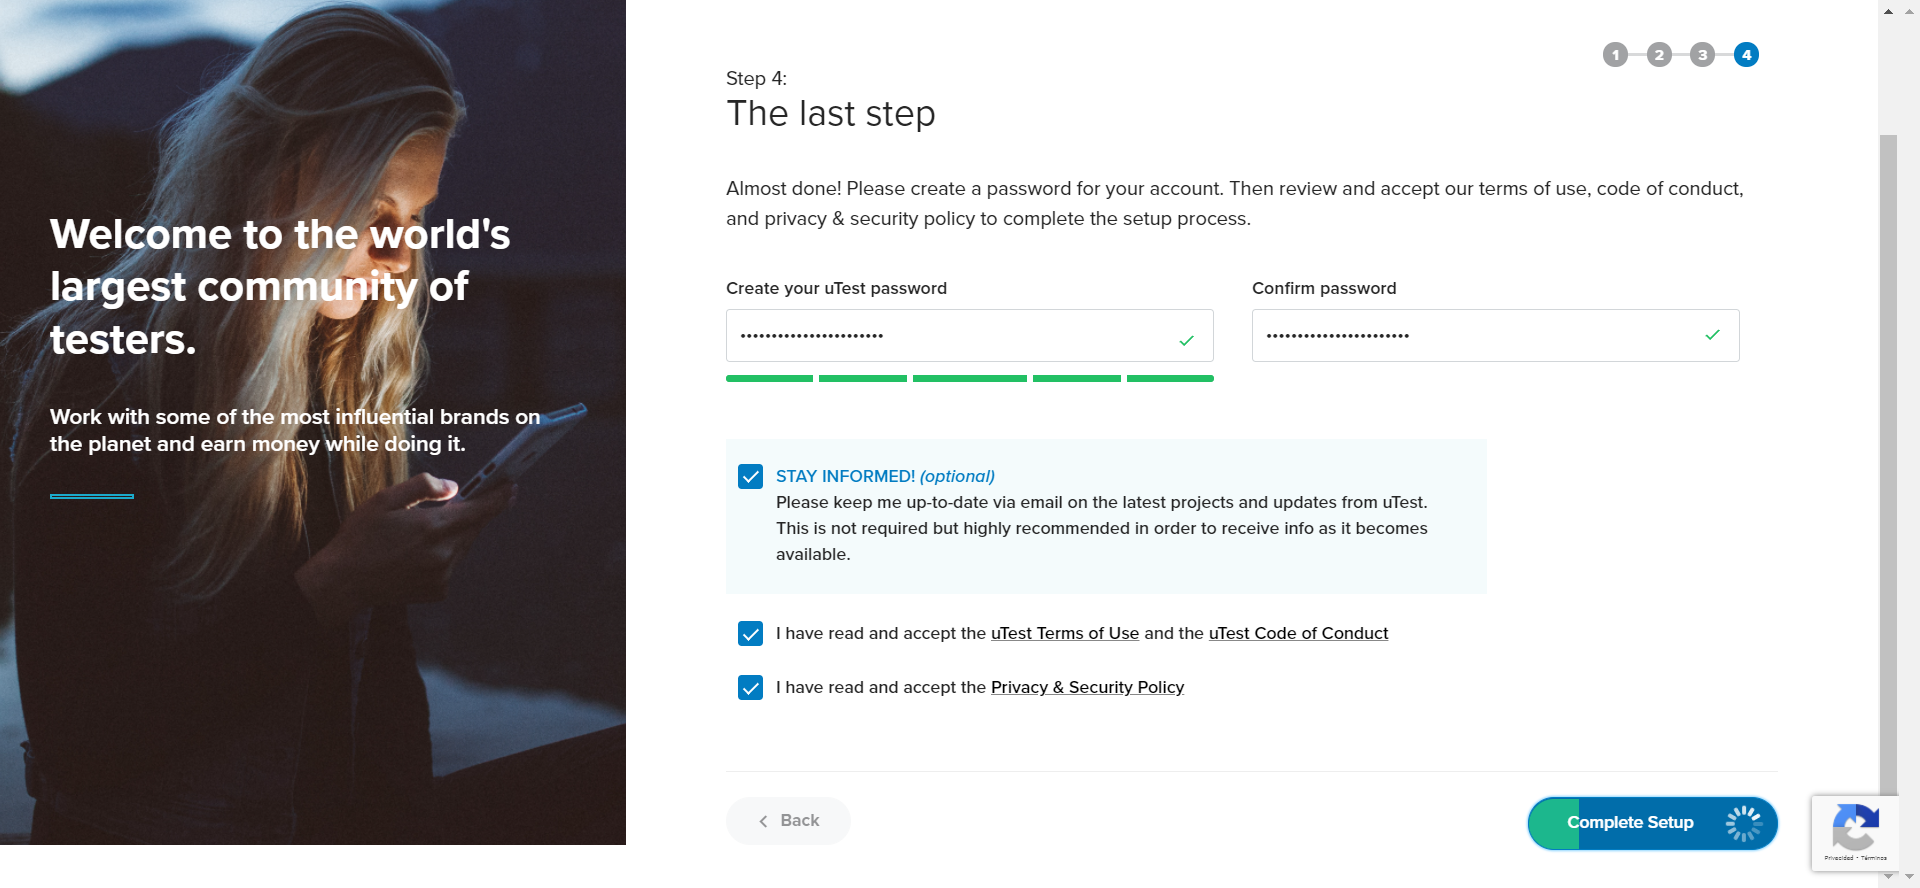 Welcome to the world's
largest community of
testers.
Work with some of the most influential brands on
the planet and earn money while doing it.
1 2 3 4
Step 4:
The last step
Almost done! Please create a password for your account. Then review and accept our terms of use, code of conduct,
and privacy & security policy to complete the setup process.
Create your uTest password
Confirm password
STAY INFORMED! (optional)
Please keep me up-to-date via email on the latest projects and updates from uTest.
This is not required but highly recommended in order to receive info as it becomes
available.
I have read and accept the uTest Terms of Use and the uTest Code of Conduct
I have read and accept the Privacy & Security Policy
Back
Complete Setup
Privacidad - Términos